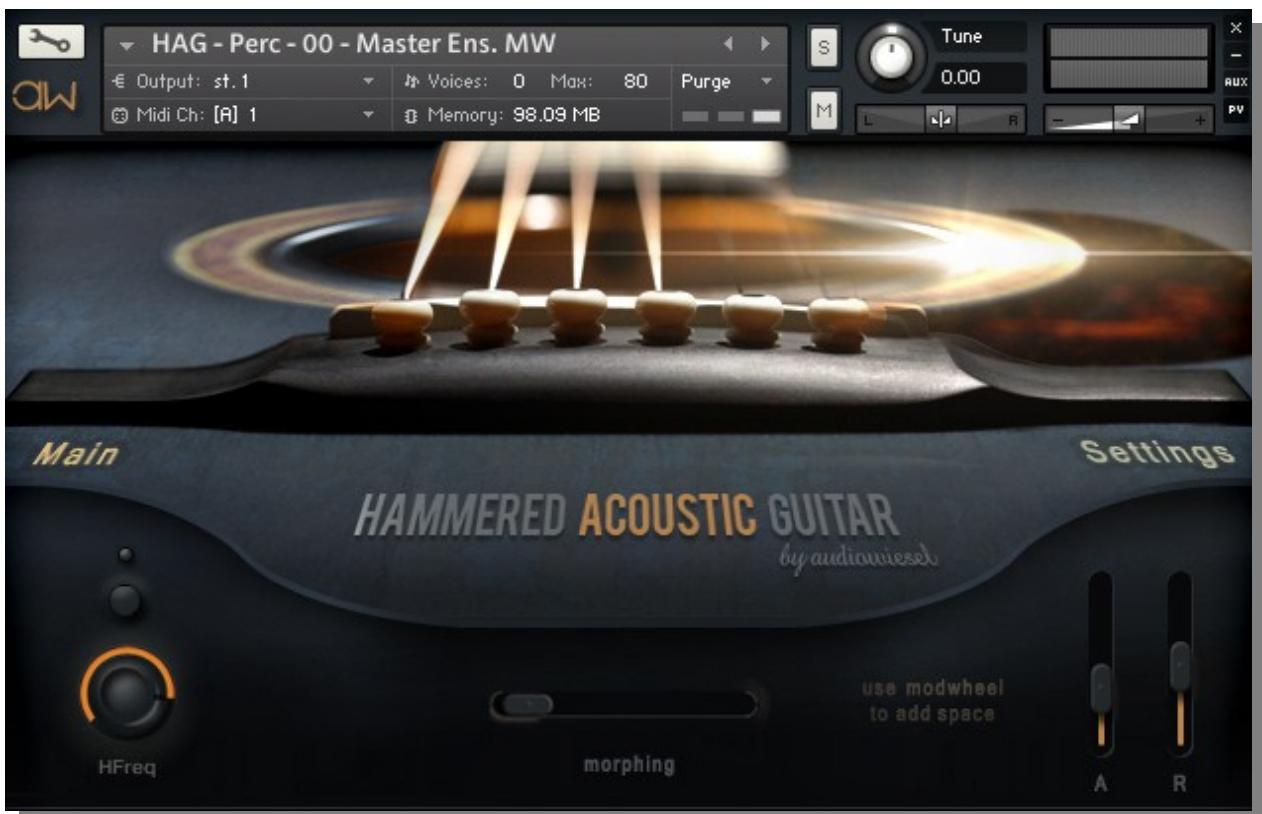 HAG - Perc - 00 - Master Ens. MW
Output: st. 1
Voices: 0 Max: 80
Purge
Midi Ch: [A] 1
Memory: 98.09 MB
S
M
Tune
0.00
L R
- +
×
-
AUX
PV
aw
Main
Settings
HAMMERED ACOUSTIC GUITAR
by audiowiesel
HFreq
morphing
use modwheel
to add space
A R